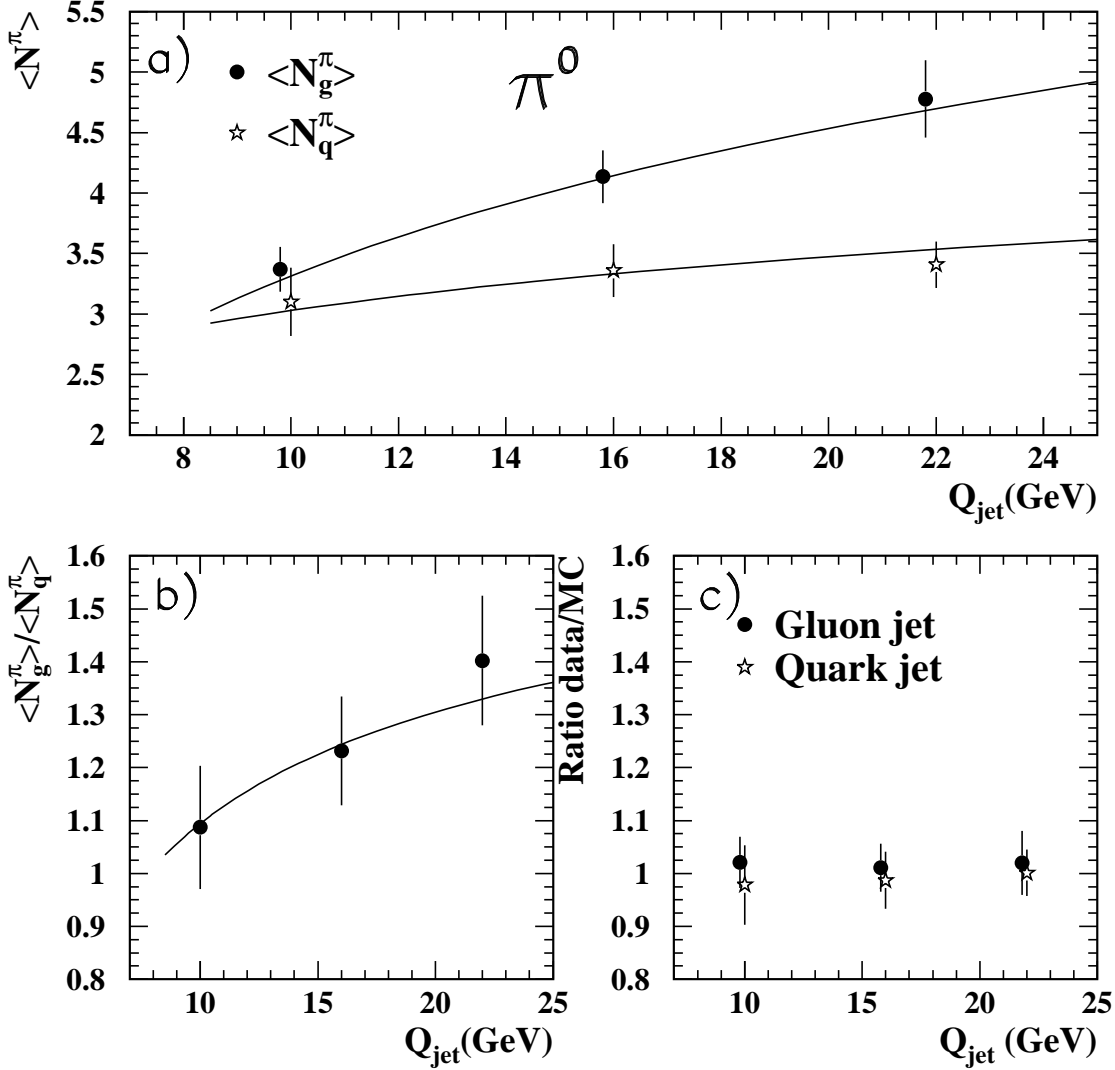 <N^π>
a)
<N_g^π>
<N_q^π>
π^0
5.5
5
4.5
4
3.5
3
2.5
2
8 10 12 14 16 18 20 22 24
Q_jet(GeV)
<N_g^π>/<N_q^π>
b)
1.6
1.5
1.4
1.3
1.2
1.1
1
0.9
0.8
10 15 20 25
Q_jet(GeV)
Ratio data/MC
c)
Gluon jet
Quark jet
1.6
1.5
1.4
1.3
1.2
1.1
1
0.9
0.8
10 15 20 25
Q_jet (GeV)